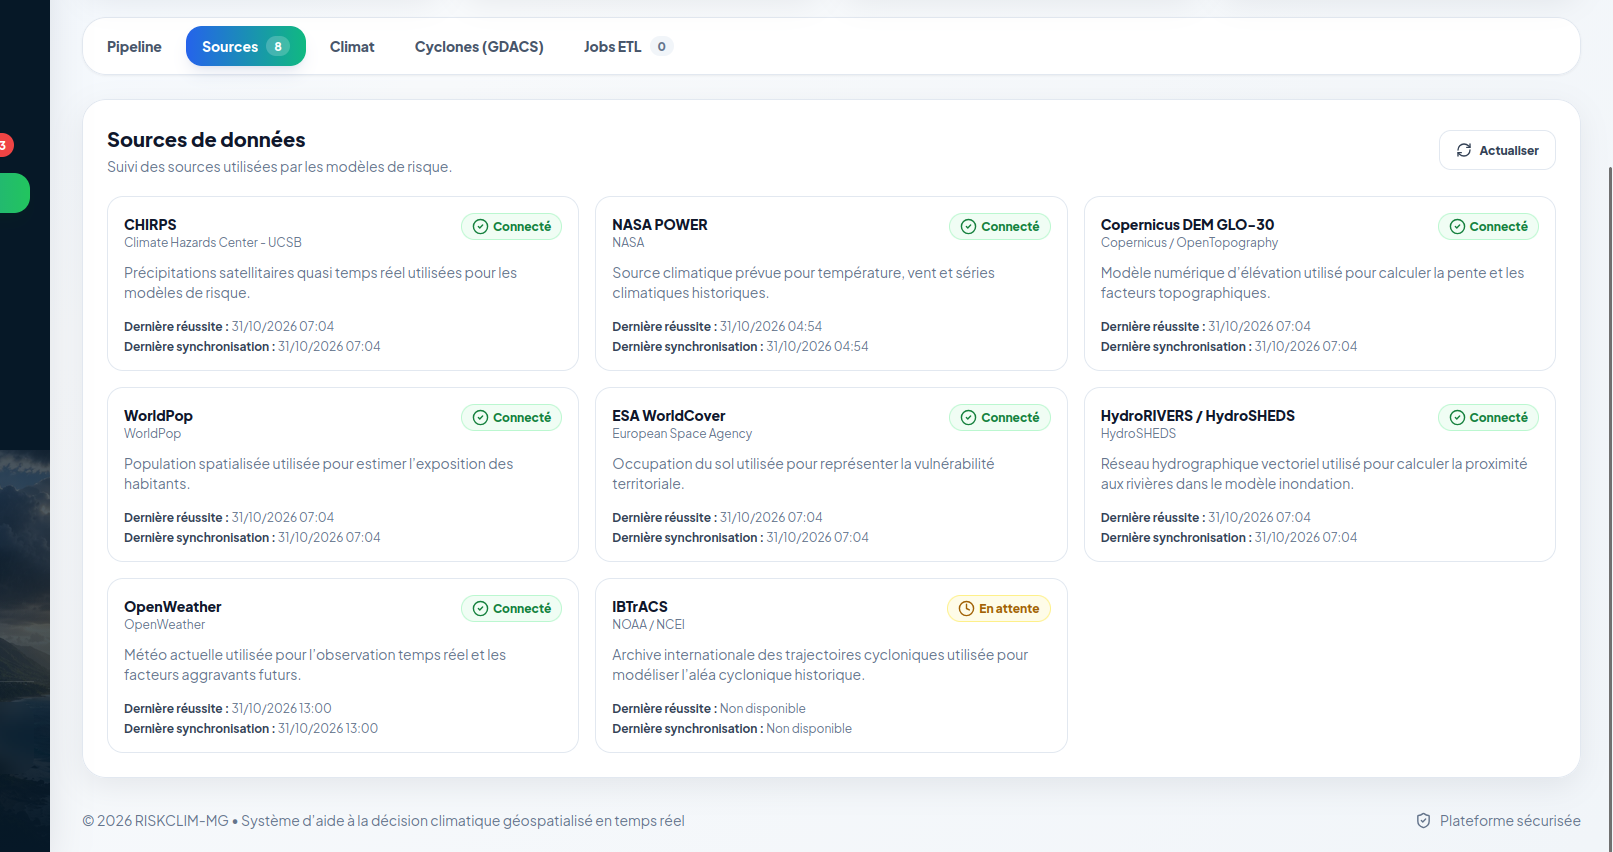 Pipeline
Sources 8
Climat
Cyclones (GDACS)
Jobs ETL 0
3
Sources de données
Suivi des sources utilisées par les modèles de risque.
Actualiser
CHIRPS
Connecté
Climate Hazards Center - UCSB
Précipitations satellitaires quasi temps réel utilisées pour les
modèles de risque.
Dernière réussite : 31/10/2026 07:04
Dernière synchronisation : 31/10/2026 07:04
NASA POWER
Connecté
NASA
Source climatique prévue pour température, vent et séries
climatiques historiques.
Dernière réussite : 31/10/2026 04:54
Dernière synchronisation : 31/10/2026 04:54
Copernicus DEM GLO-30
Connecté
Copernicus / OpenTopography
Modèle numérique d'élévation utilisé pour calculer la pente et les
facteurs topographiques.
Dernière réussite : 31/10/2026 07:04
Dernière synchronisation : 31/10/2026 07:04
WorldPop
Connecté
WorldPop
Population spatialisée utilisée pour estimer l'exposition des
habitants.
Dernière réussite : 31/10/2026 07:04
Dernière synchronisation : 31/10/2026 07:04
ESA WorldCover
Connecté
European Space Agency
Occupation du sol utilisée pour représenter la vulnérabilité
territoriale.
Dernière réussite : 31/10/2026 07:04
Dernière synchronisation : 31/10/2026 07:04
HydroRIVERS / HydroSHEDS
Connecté
HydroSHEDS
Réseau hydrographique vectoriel utilisé pour calculer la proximité
aux rivières dans le modèle inondation.
Dernière réussite : 31/10/2026 07:04
Dernière synchronisation : 31/10/2026 07:04
OpenWeather
Connecté
OpenWeather
Météo actuelle utilisée pour l'observation temps réel et les
facteurs aggravants futurs.
Dernière réussite : 31/10/2026 13:00
Dernière synchronisation : 31/10/2026 13:00
IBTrACS
En attente
NOAA / NCEI
Archive internationale des trajectoires cycloniques utilisée pour
modéliser l'aléa cyclonique historique.
Dernière réussite : Non disponible
Dernière synchronisation : Non disponible
© 2026 RISKCLIM-MG • Système d'aide à la décision climatique géospatialisé en temps réel
Plateforme sécurisée